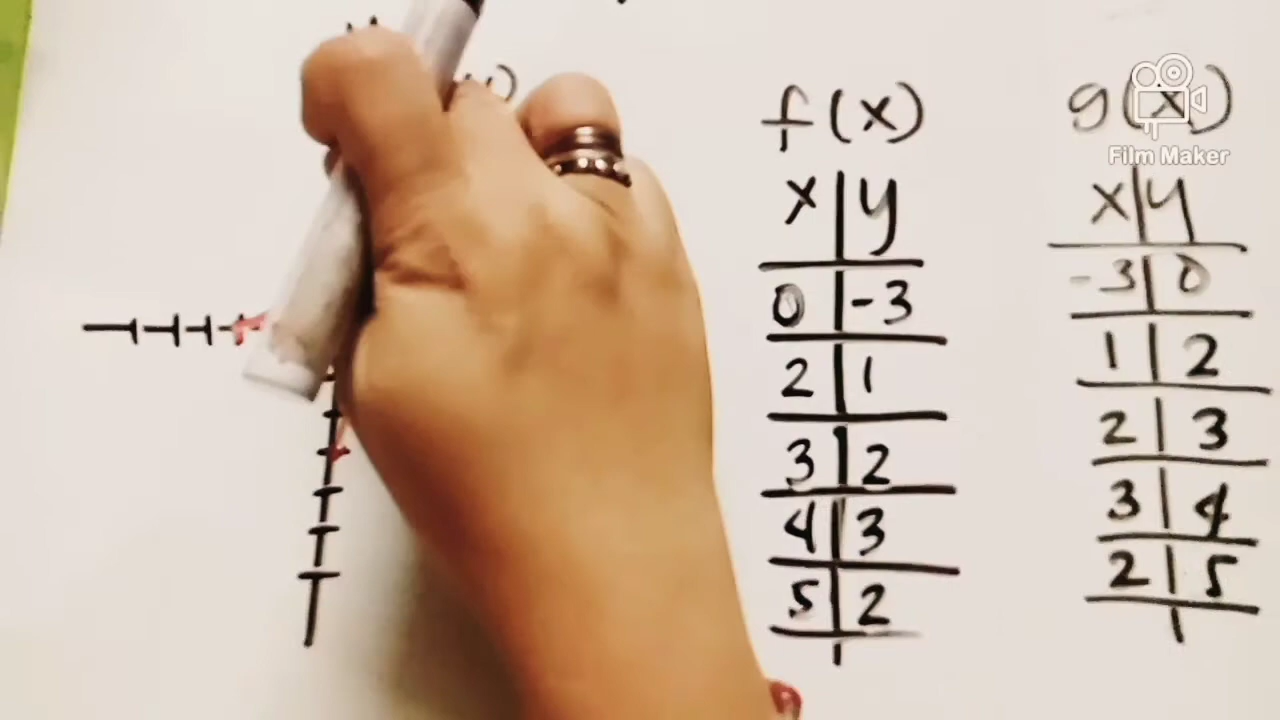 f(x)
x y
0 -3
2 1
3 2
4 3
5 2
g(x)
Film Maker
x y
-3 0
1 2
2 3
3 4
2 5